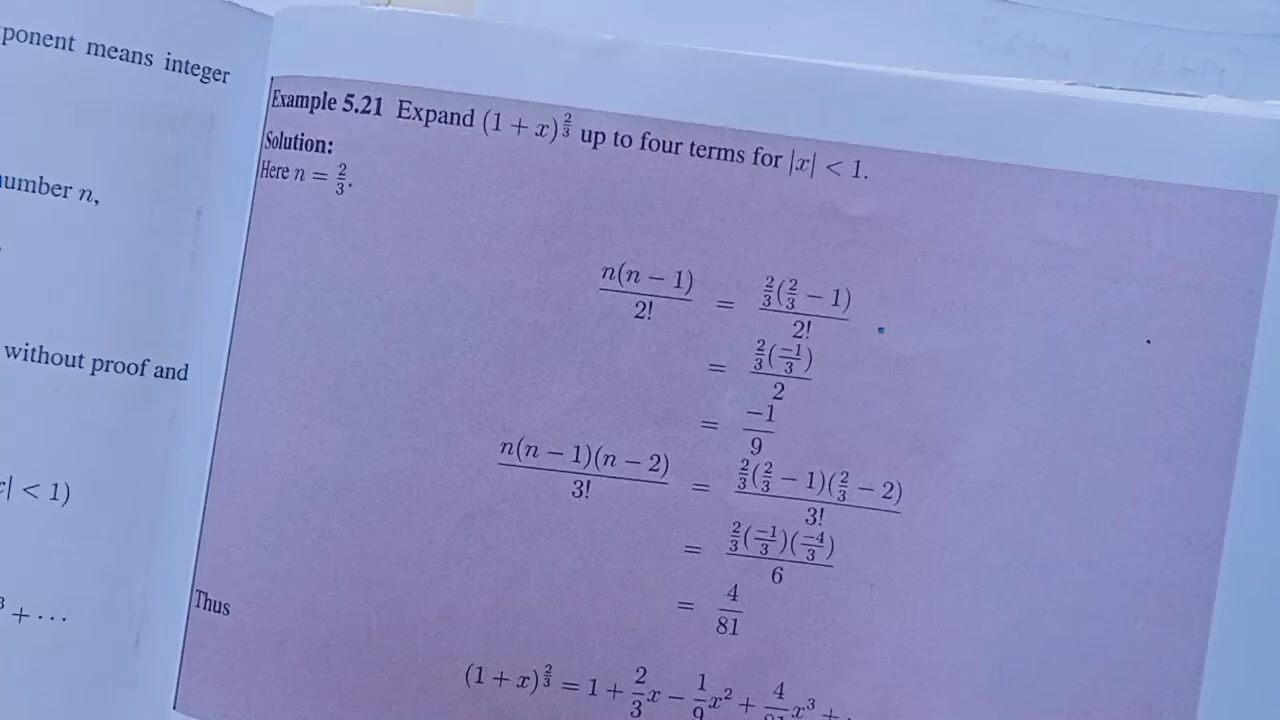 ponent means integer
number n,
without proof and
| < 1)
3 + ···
Example 5.21 Expand (1 + x)^{2/3} up to four terms for |x| < 1.
Solution:
Here n = 2/3.
n(n − 1)/2! = 2/3(2/3 − 1)/2!
= 2/3(−1/3)/2
= −1/9
n(n − 1)(n − 2)/3! = 2/3(2/3 − 1)(2/3 − 2)/3!
= 2/3(−1/3)(−4/3)/6
= 4/81
Thus
(1 + x)^{2/3} = 1 + 2/3 x − 1/9 x² + 4/81 x³ +